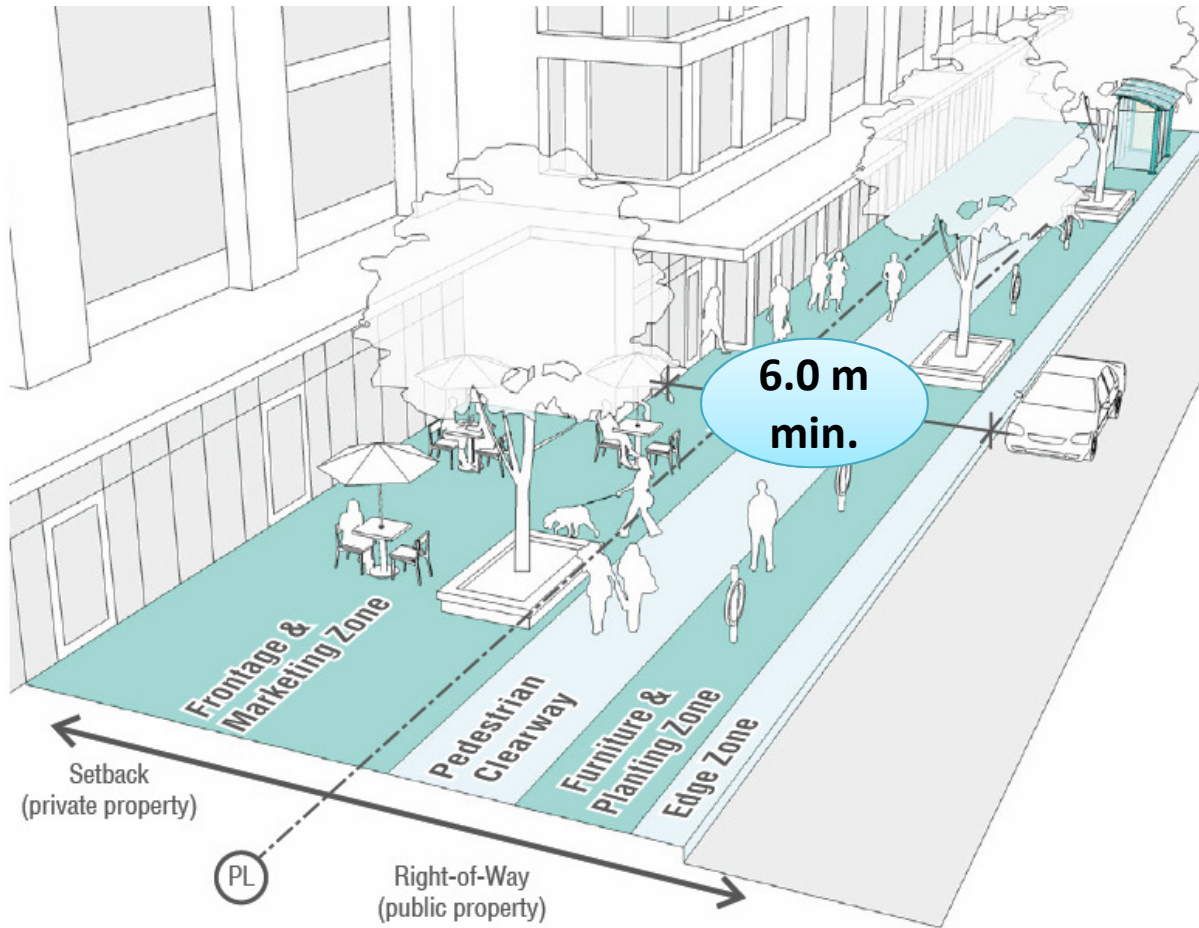 6.0 m
min.
Frontage &
Marketing Zone
Pedestrian
Clearway
Furniture &
Planting Zone
Edge Zone
Setback
(private property)
PL
Right-of-Way
(public property)